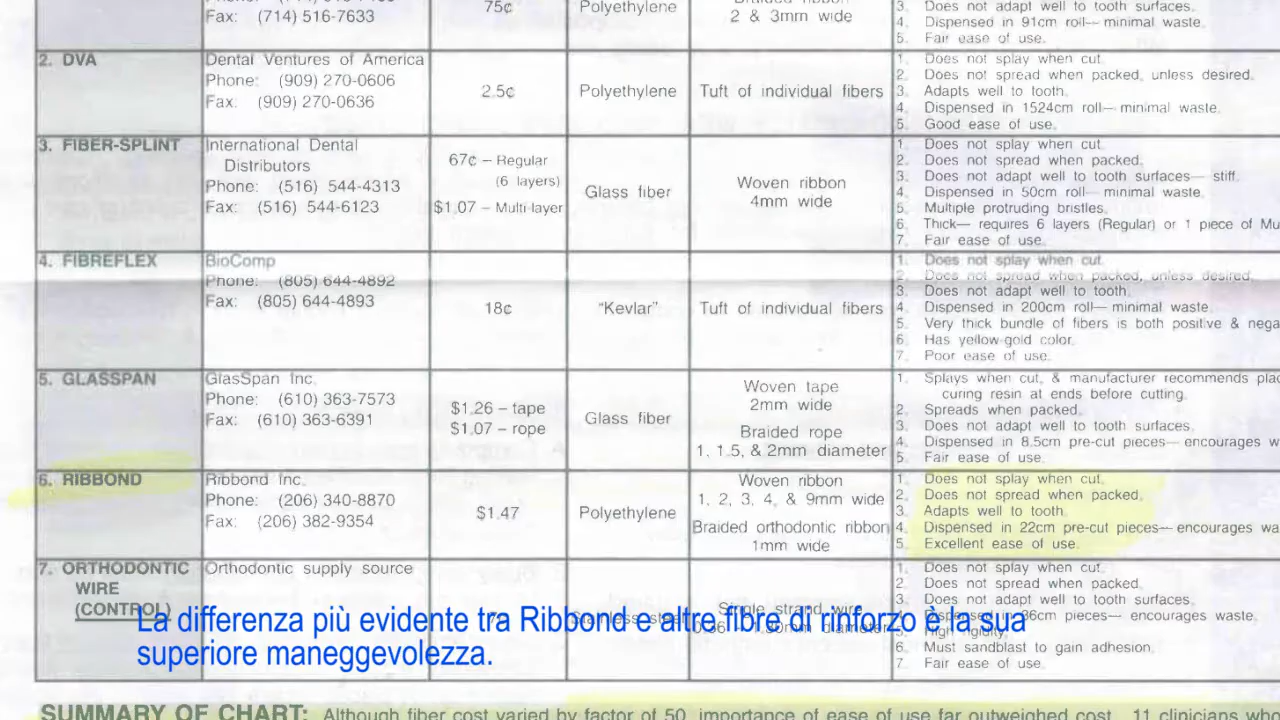 Fax: (714) 516-7633
75¢
Polyethylene
2 & 3mm wide
3. Does not adapt well to tooth surfaces.
4. Dispensed in 91cm roll— minimal waste.
5. Fair ease of use.
2. DVA
Dental Ventures of America
Phone: (909) 270-0606
Fax: (909) 270-0636
2.5¢
Polyethylene
Tuft of individual fibers
1. Does not splay when cut.
2. Does not spread when packed, unless desired.
3. Adapts well to tooth.
4. Dispensed in 1524cm roll— minimal waste.
5. Good ease of use.
3. FIBER-SPLINT
International Dental
Distributors
Phone: (516) 544-4313
Fax: (516) 544-6123
67¢ – Regular
(6 layers)
$1.07 – Multi-layer
Glass fiber
Woven ribbon
4mm wide
1. Does not splay when cut.
2. Does not spread when packed.
3. Does not adapt well to tooth surfaces— stiff.
4. Dispensed in 50cm roll— minimal waste.
5. Multiple protruding bristles.
6. Thick— requires 6 layers (Regular) or 1 piece of Mu
7. Fair ease of use.
4. FIBREFLEX
BioComp
Phone: (805) 644-4892
Fax: (805) 644-4893
18¢
"Kevlar"
Tuft of individual fibers
1. Does not splay when cut.
2. Does not spread when packed, unless desired.
3. Does not adapt well to tooth.
4. Dispensed in 200cm roll— minimal waste.
5. Very thick bundle of fibers is both positive & nega
6. Has yellow-gold color.
7. Poor ease of use.
5. GLASSPAN
GlasSpan Inc.
Phone: (610) 363-7573
Fax: (610) 363-6391
$1.26 – tape
$1.07 – rope
Glass fiber
Woven tape
2mm wide
Braided rope
1, 1.5, & 2mm diameter
1. Splays when cut, & manufacturer recommends plac
curing resin at ends before cutting.
2. Spreads when packed.
3. Does not adapt well to tooth surfaces.
4. Dispensed in 8.5cm pre-cut pieces— encourages w
5. Fair ease of use.
6. RIBBOND
Ribbond Inc.
Phone: (206) 340-8870
Fax: (206) 382-9354
$1.47
Polyethylene
Woven ribbon
1, 2, 3, 4, & 9mm wide
Braided orthodontic ribbon
1mm wide
1. Does not splay when cut.
2. Does not spread when packed.
3. Adapts well to tooth.
4. Dispensed in 22cm pre-cut pieces— encourages wa
5. Excellent ease of use.
7. ORTHODONTIC
WIRE
(CONTROL)
Orthodontic supply source
Single strand wire
1. Does not splay when cut.
2. Does not spread when packed.
3. Does not adapt well to tooth surfaces.
4. Dispensed in 36cm pieces— encourages waste.
5. High rigidity.
6. Must sandblast to gain adhesion.
7. Fair ease of use.
La differenza più evidente tra Ribbond e altre fibre di rinforzo è la sua
superiore maneggevolezza.
SUMMARY OF CHART: Although fiber cost varied by factor of 50, importance of ease of use far outweighed cost. 11 clinicians who